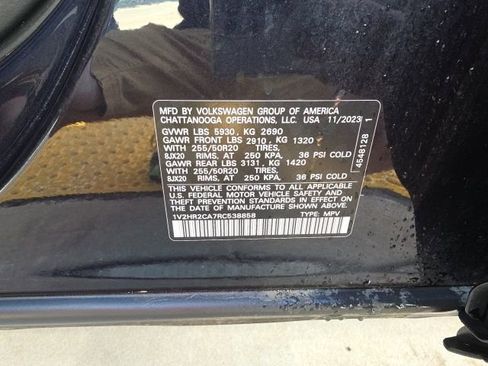 MFD BY VOLKSWAGEN GROUP OF AMERICA
CHATTANOOGA OPERATIONS, LLC. USA 11/2023
GVWR LBS 5930, KG 2690
GAWR FRONT LBS 2910, KG 1320
WITH 255/50R20 TIRES,
8JX20 RIMS, AT 250 KPA, 36 PSI COLD
GAWR REAR LBS 3131, KG 1420
WITH 255/50R20 TIRES,
8JX20 RIMS, AT 250 KPA, 36 PSI COLD
THIS VEHICLE CONFORMS TO ALL APPLICABLE
U.S. FEDERAL MOTOR VEHICLE SAFETY AND
THEFT PREVENTION STANDARDS IN EFFECT ON
THE DATE OF MANUFACTURE SHOWN ABOVE.
1V2HR2CA7RC538658 TYPE: MPV
4548128 1